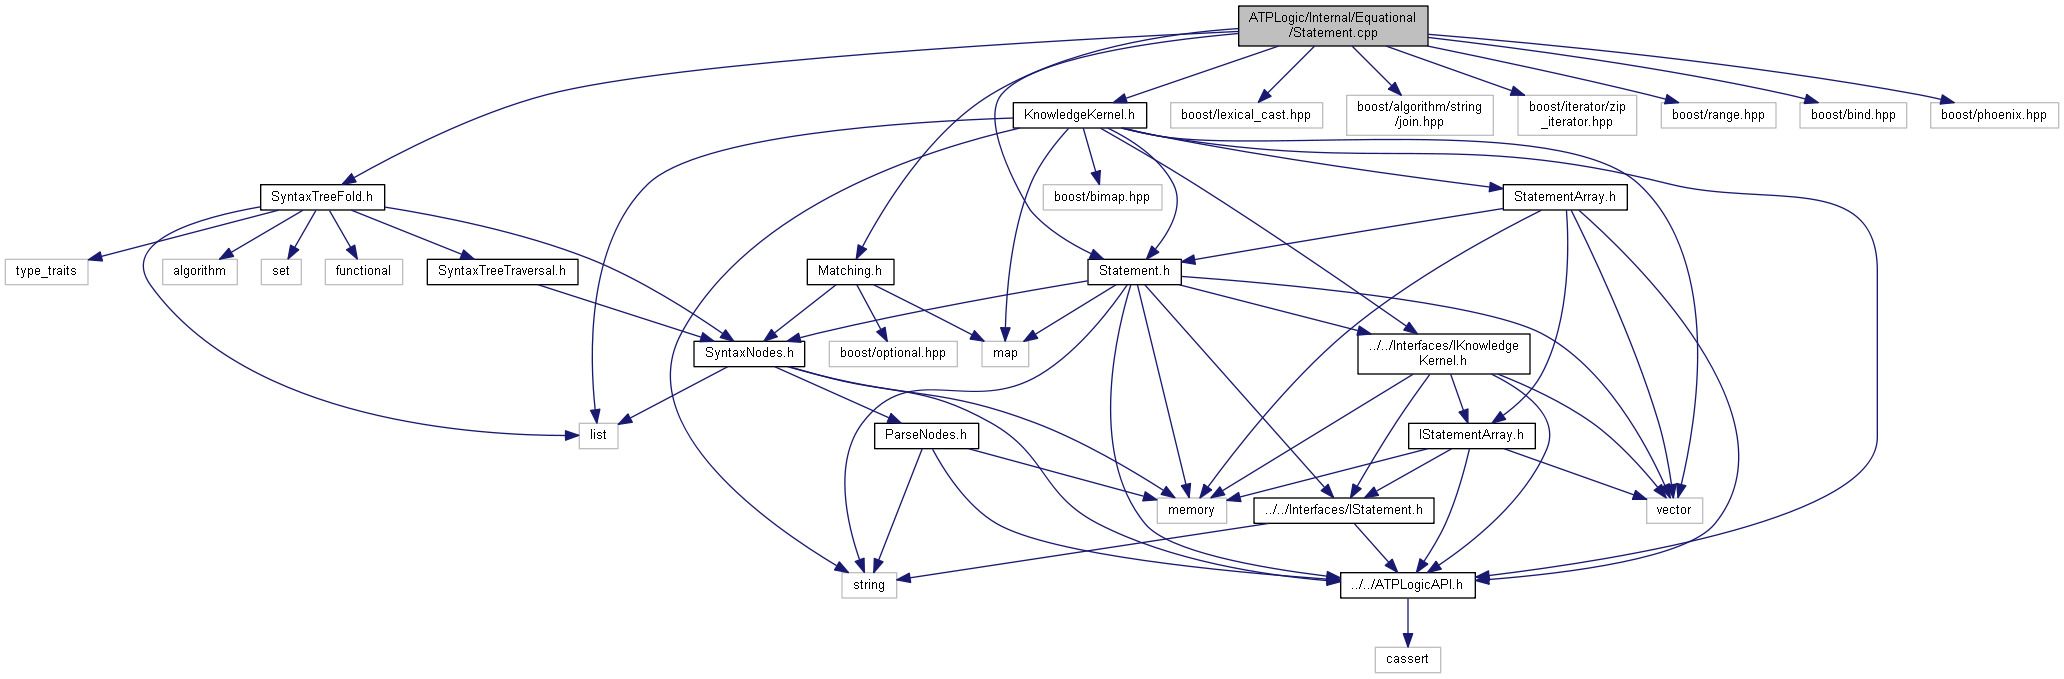 ATPLogic/Internal/Equational
/Statement.cpp
KnowledgeKernel.h
boost/lexical_cast.hpp
boost/algorithm/string
/join.hpp
boost/iterator/zip
_iterator.hpp
boost/range.hpp
boost/bind.hpp
boost/phoenix.hpp
SyntaxTreeFold.h
boost/bimap.hpp
StatementArray.h
type_traits
algorithm
set
functional
SyntaxTreeTraversal.h
Matching.h
Statement.h
SyntaxNodes.h
boost/optional.hpp
map
../../Interfaces/IKnowledge
Kernel.h
list
ParseNodes.h
IStatementArray.h
memory
../../Interfaces/IStatement.h
vector
string
../../ATPLogicAPI.h
cassert